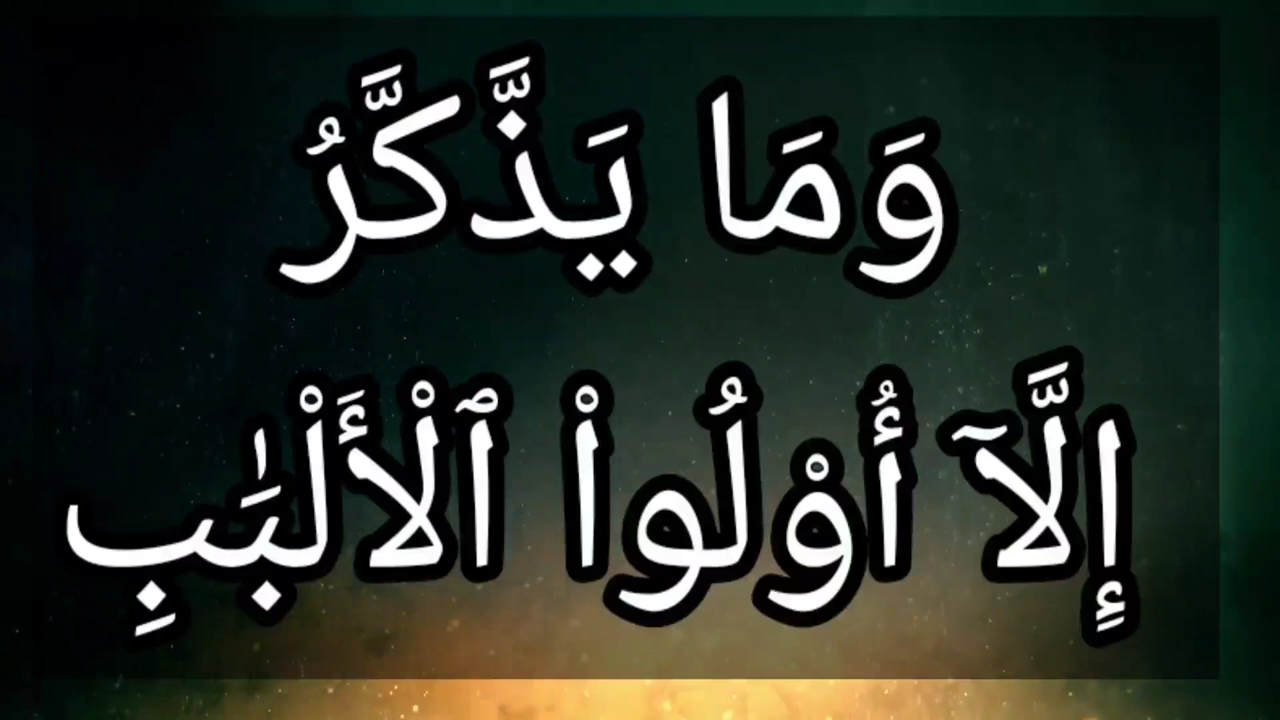 وَمَا يَذَّكَّرُ
إِلَّآ أُوْلُواْ ٱلْأَلْبَٰبِ